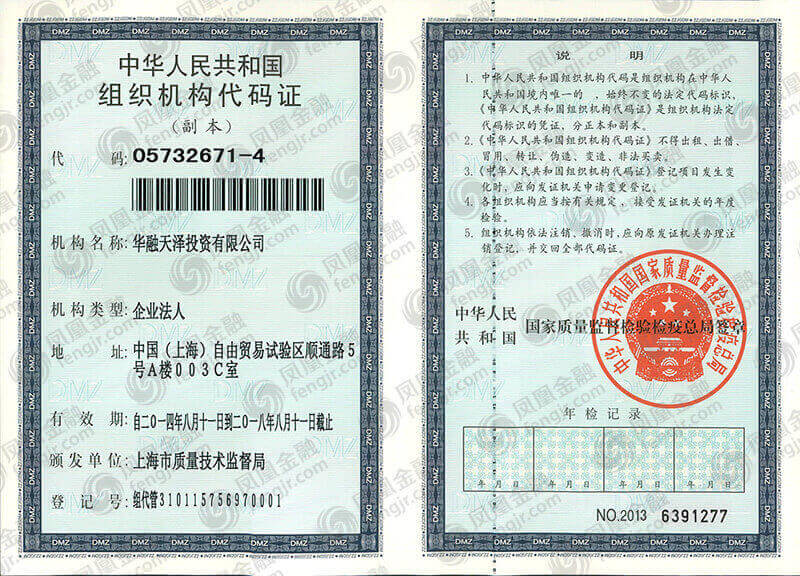 中华人民共和国
组织机构代码证
（副本）
代 码: 05732671-4
机构名称: 华融天泽投资有限公司
机构类型: 企业法人
地 址: 中国（上海）自由贸易试验区顺通路5
号A楼003C室
有 效 期: 自二0一四年八月十一日到二0一八年八月十一日截止
颁发单位: 上海市质量技术监督局
登 记 号: 组代管310115756970001
说 明
1. 中华人民共和国组织机构代码是组织机构在中华人
民共和国境内唯一的、始终不变的法定代码标识，
《中华人民共和国组织机构代码证》是组织机构法定
代码标识的凭证，分正本和副本。
2.《中华人民共和国组织机构代码证》不得出租、出借、
冒用、转让、伪造、变造、非法买卖。
3.《中华人民共和国组织机构代码证》登记项目发生变
化时，应向发证机关申请变更登记。
4. 各组织机构应当按有关规定，接受发证机关的年度
检验。
5. 组织机构依法注销、撤消时，应向原发证机关办理注
销登记，并交回全部代码证。
中华人民
共和国 国家质量监督检验检疫总局签章
中华人民共和国国家质量监督检验检疫总局
年检记录
年 月 日 年 月 日 年 月 日 年 月 日
NO.2013 6391277
DMZ
凤凰金融
fengjr.com